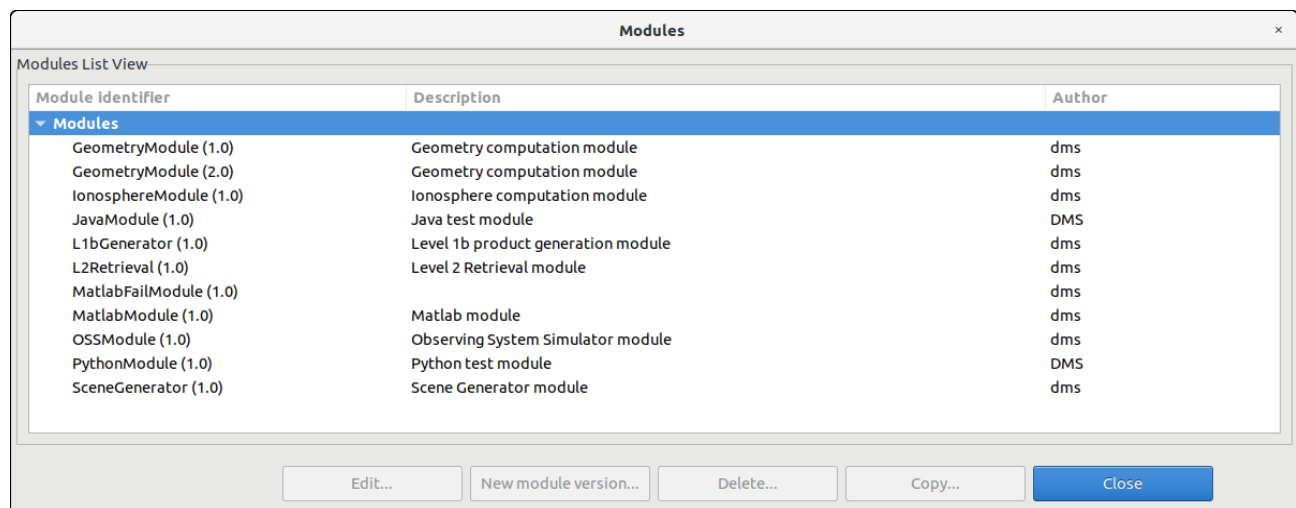 Modules ×
Modules List View
Module identifier Description Author
Modules
GeometryModule (1.0) Geometry computation module dms
GeometryModule (2.0) Geometry computation module dms
IonosphereModule (1.0) Ionosphere computation module dms
JavaModule (1.0) Java test module DMS
L1bGenerator (1.0) Level 1b product generation module dms
L2Retrieval (1.0) Level 2 Retrieval module dms
MatlabFailModule (1.0) dms
MatlabModule (1.0) Matlab module dms
OSSModule (1.0) Observing System Simulator module dms
PythonModule (1.0) Python test module DMS
SceneGenerator (1.0) Scene Generator module dms
Edit... New module version... Delete... Copy... Close